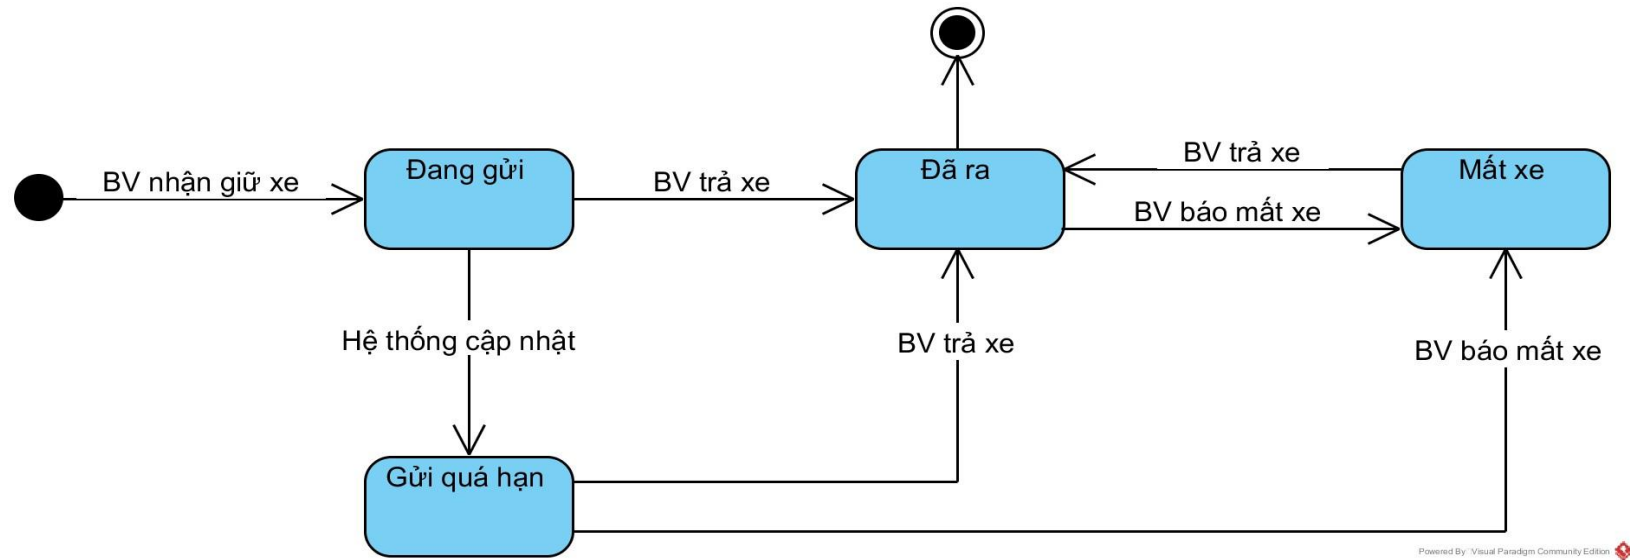 BV nhận giữ xe
Đang gửi
BV trả xe
Đã ra
BV trả xe
Mất xe
BV báo mất xe
Hệ thống cập nhật
BV trả xe
BV báo mất xe
Gửi quá hạn
Powered By Visual Paradigm Community Edition